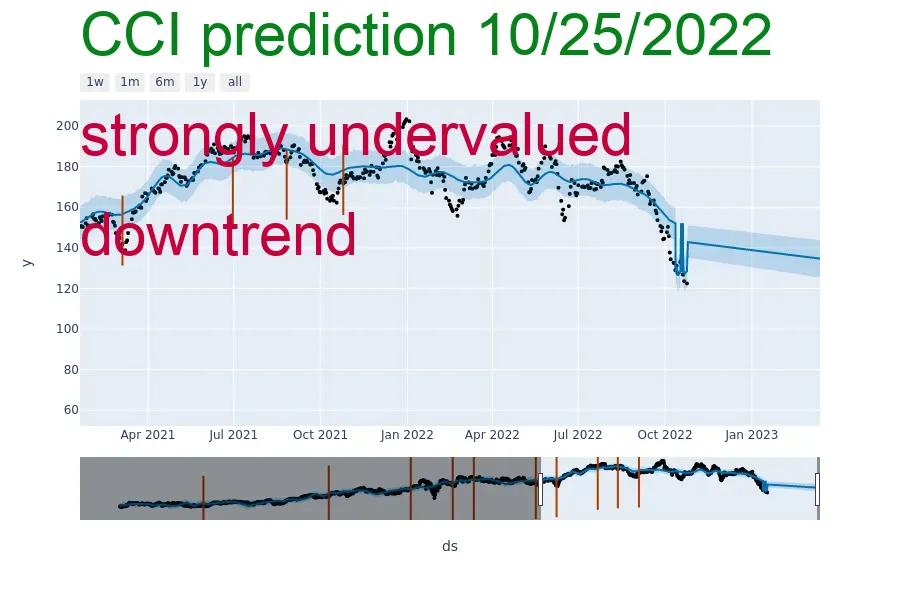 CCI prediction 10/25/2022
1w 1m 6m 1y all
strongly undervalued
downtrend
200
180
160
140
120
100
80
60
y
Apr 2021 Jul 2021 Oct 2021 Jan 2022 Apr 2022 Jul 2022 Oct 2022 Jan 2023
ds